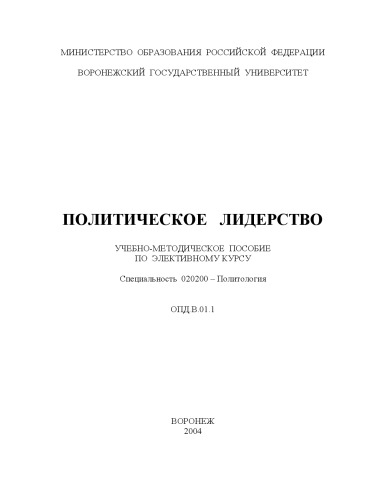 МИНИСТЕРСТВО ОБРАЗОВАНИЯ РОССИЙСКОЙ ФЕДЕРАЦИИ
ВОРОНЕЖСКИЙ ГОСУДАРСТВЕННЫЙ УНИВЕРСИТЕТ
ПОЛИТИЧЕСКОЕ ЛИДЕРСТВО
УЧЕБНО-МЕТОДИЧЕСКОЕ ПОСОБИЕ
ПО ЭЛЕКТИВНОМУ КУРСУ
Специальность 020200 – Политология
ОПД.В.01.1
ВОРОНЕЖ
2004